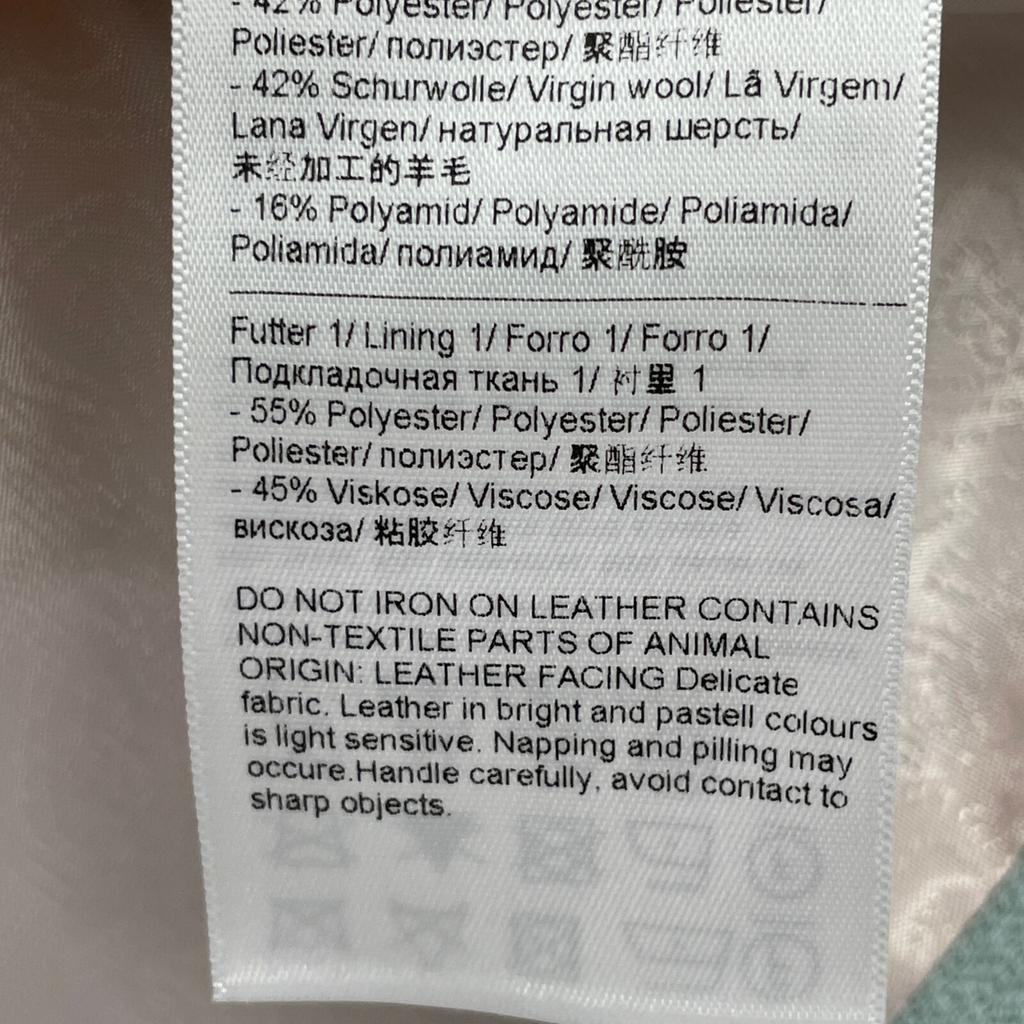 - 42% Polyester/ Polyester/ Poliester/
Poliester/ полиэстер/ 聚酯纤维
- 42% Schurwolle/ Virgin wool/ Lã Virgem/
Lana Virgen/ натуральная шерсть/
未经加工的羊毛
- 16% Polyamid/ Polyamide/ Poliamida/
Poliamida/ полиамид/ 聚酰胺
Futter 1/ Lining 1/ Forro 1/ Forro 1/
Подкладочная ткань 1/ 衬里 1
- 55% Polyester/ Polyester/ Poliester/
Poliester/ полиэстер/ 聚酯纤维
- 45% Viskose/ Viscose/ Viscose/ Viscosa/
вискоза/ 粘胶纤维
DO NOT IRON ON LEATHER CONTAINS
NON-TEXTILE PARTS OF ANIMAL
ORIGIN: LEATHER FACING Delicate
fabric. Leather in bright and pastell colours
is light sensitive. Napping and pilling may
occure.Handle carefully, avoid contact to
sharp objects.